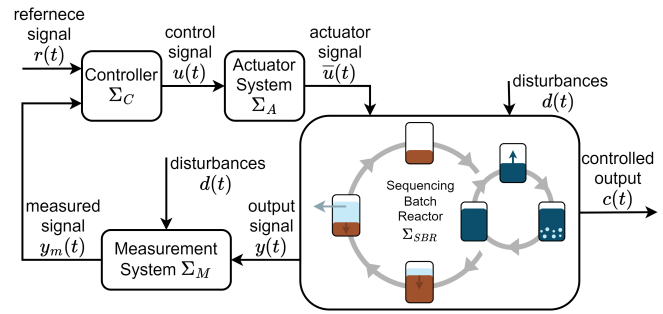 refernece
signal
r(t)
control
signal
u(t)
actuator
signal
u̅(t)
Controller
Σ_C
Actuator
System
Σ_A
disturbances
d(t)
disturbances
d(t)
controlled
output
c(t)
Sequencing
Batch
Reactor
Σ_SBR
measured
signal
y_m(t)
output
signal
y(t)
Measurement
System Σ_M